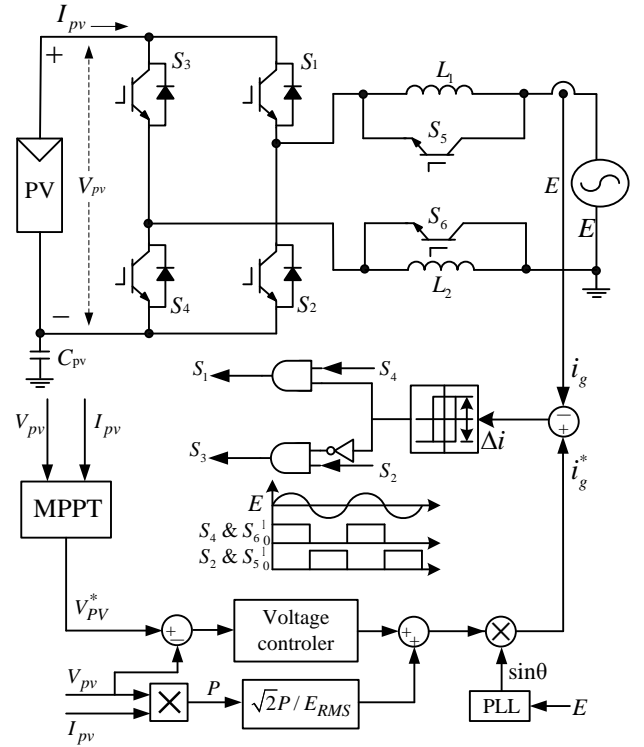 I_pv
+
S_3
S_1
L_1
S_5
PV
V_pv
E
E
S_6
S_4
S_2
L_2
−
C_pv
S_1
S_4
i_g
V_pv
I_pv
−
+
Δi
S_3
S_2
i_g^*
MPPT
E
S_4 & S_6
1
0
S_2 & S_5
1
0
V_PV^*
+
−
Voltage
controler
+
+
×
sinθ
V_pv
P
×
√2P / E_RMS
PLL
E
I_pv